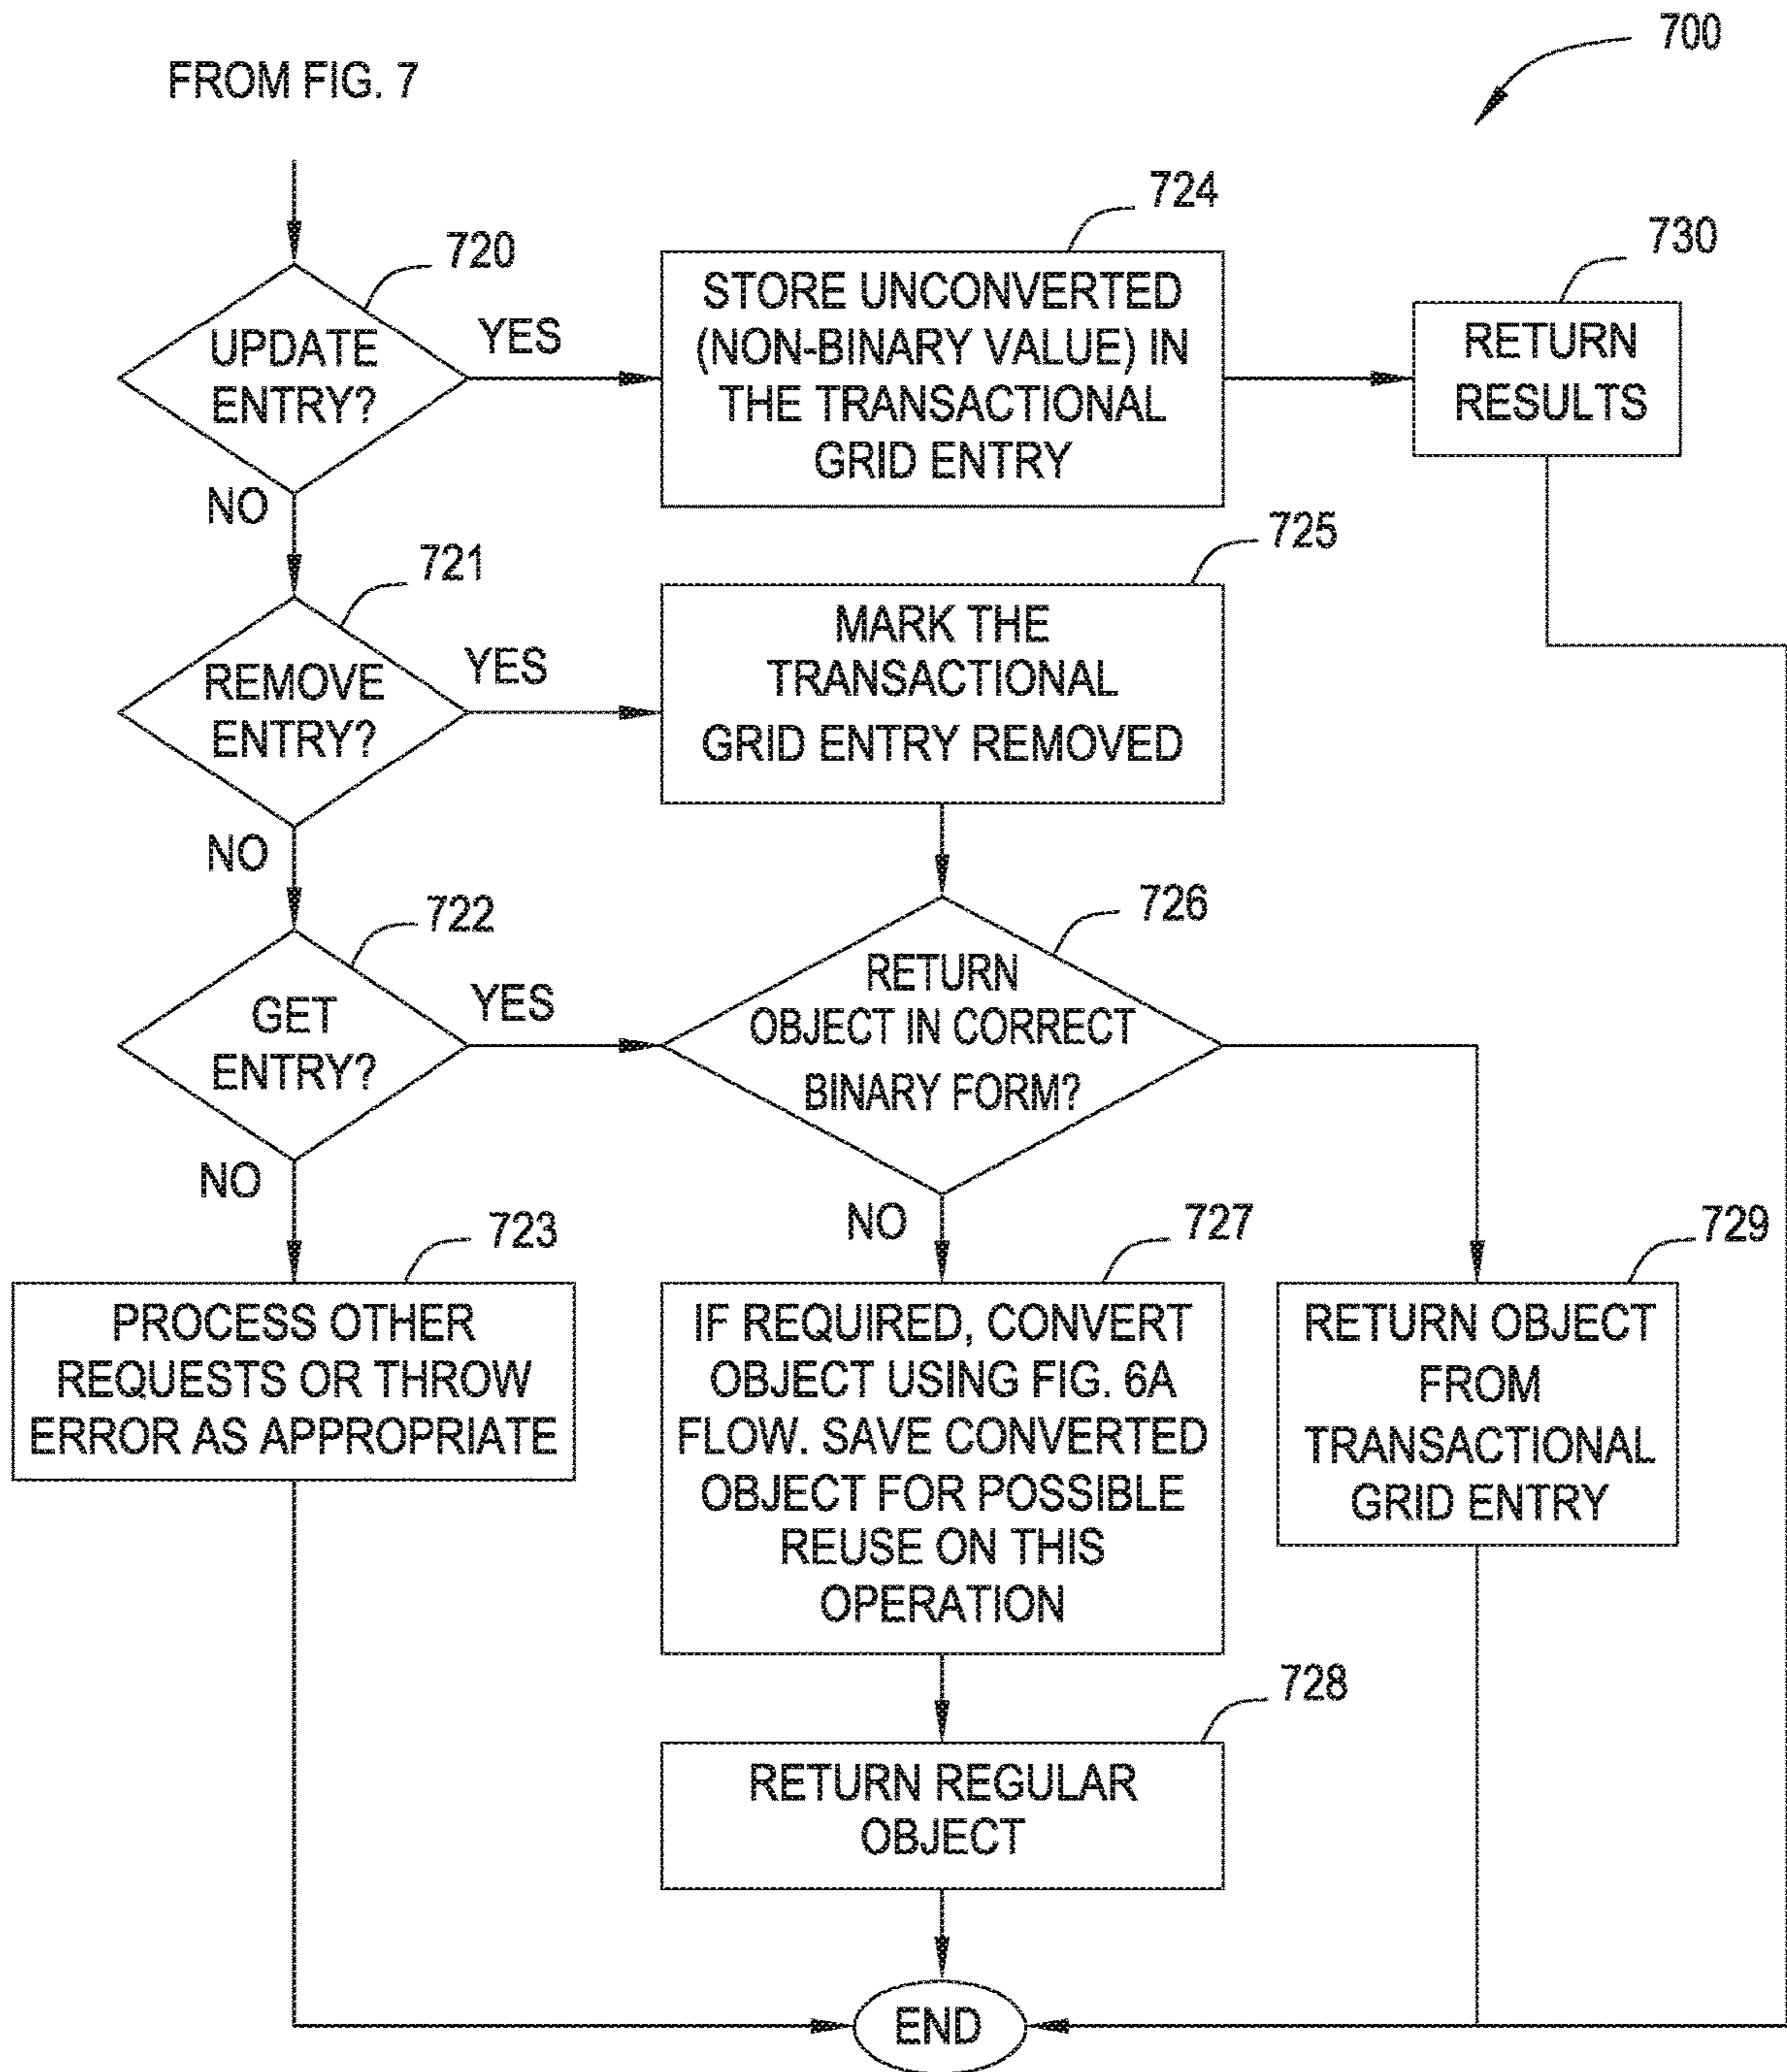 700
FROM FIG. 7
720
UPDATE
ENTRY?
YES
NO
724
STORE UNCONVERTED
(NON-BINARY VALUE) IN
THE TRANSACTIONAL
GRID ENTRY
730
RETURN
RESULTS
721
REMOVE
ENTRY?
YES
NO
725
MARK THE
TRANSACTIONAL
GRID ENTRY REMOVED
722
GET
ENTRY?
YES
NO
726
RETURN
OBJECT IN CORRECT
BINARY FORM?
NO
723
PROCESS OTHER
REQUESTS OR THROW
ERROR AS APPROPRIATE
727
IF REQUIRED, CONVERT
OBJECT USING FIG. 6A
FLOW. SAVE CONVERTED
OBJECT FOR POSSIBLE
REUSE ON THIS
OPERATION
729
RETURN OBJECT
FROM
TRANSACTIONAL
GRID ENTRY
728
RETURN REGULAR
OBJECT
END